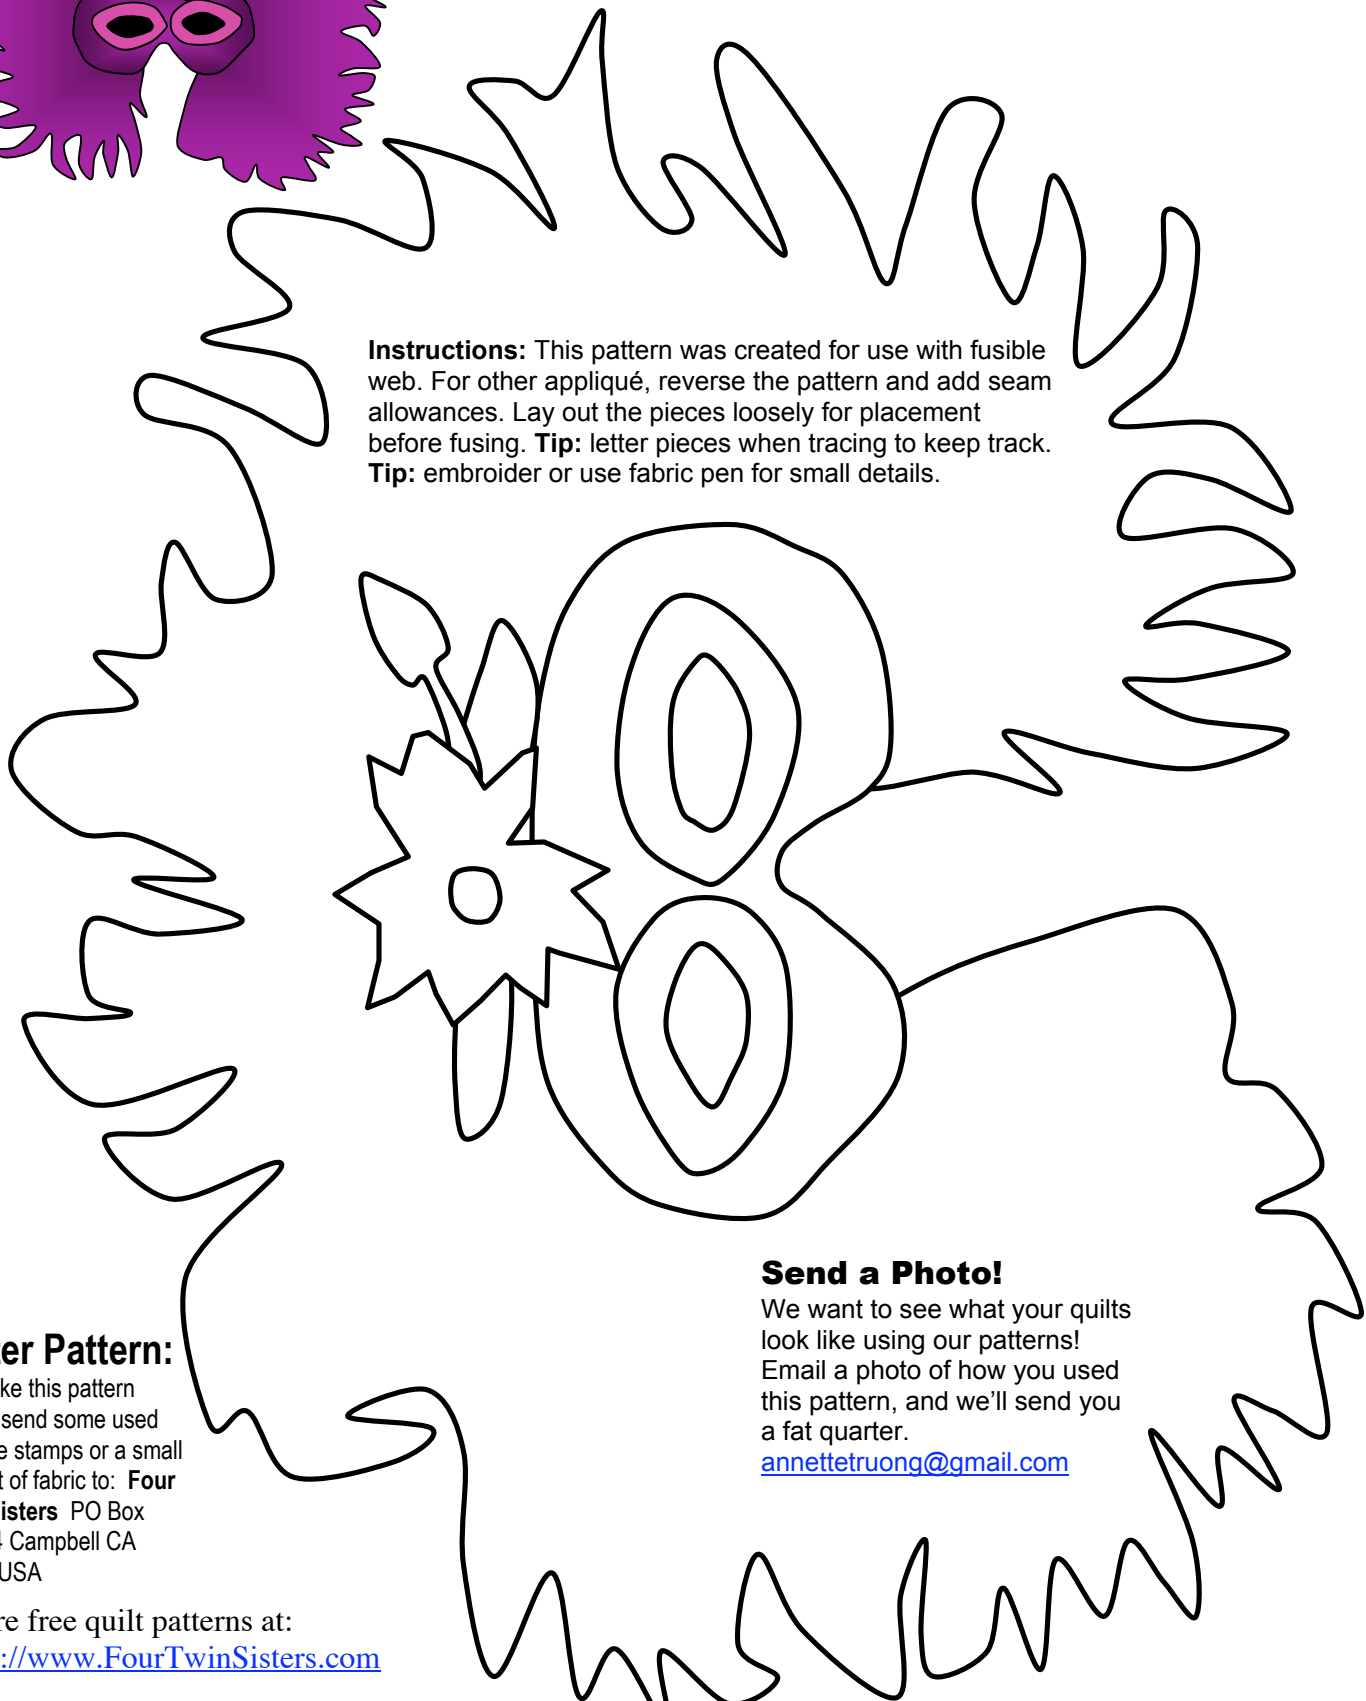 Instructions: This pattern was created for use with fusible
web. For other appliqué, reverse the pattern and add seam
allowances. Lay out the pieces loosely for placement
before fusing. Tip: letter pieces when tracing to keep track.
Tip: embroider or use fabric pen for small details.
Send a Photo!
We want to see what your quilts
look like using our patterns!
Email a photo of how you used
this pattern, and we’ll send you
a fat quarter.
annettetruong@gmail.com
Pattern:
this pattern
send some used
stamps or a small
of fabric to: Four
PO Box
Campbell CA
USA
free quilt patterns at:
://www.FourTwinSisters.com